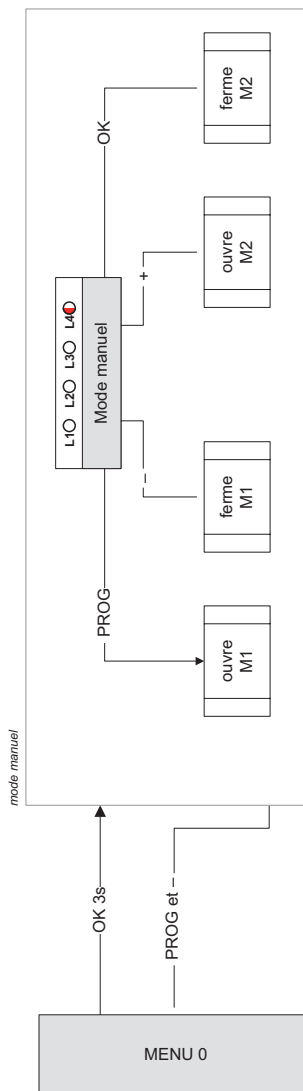 mode manuel
MENU 0
OK 3s
PROG et –
L1 L2 L3 L4
Mode manuel
PROG
–
+
OK
ouvre
M1
ferme
M1
ouvre
M2
ferme
M2